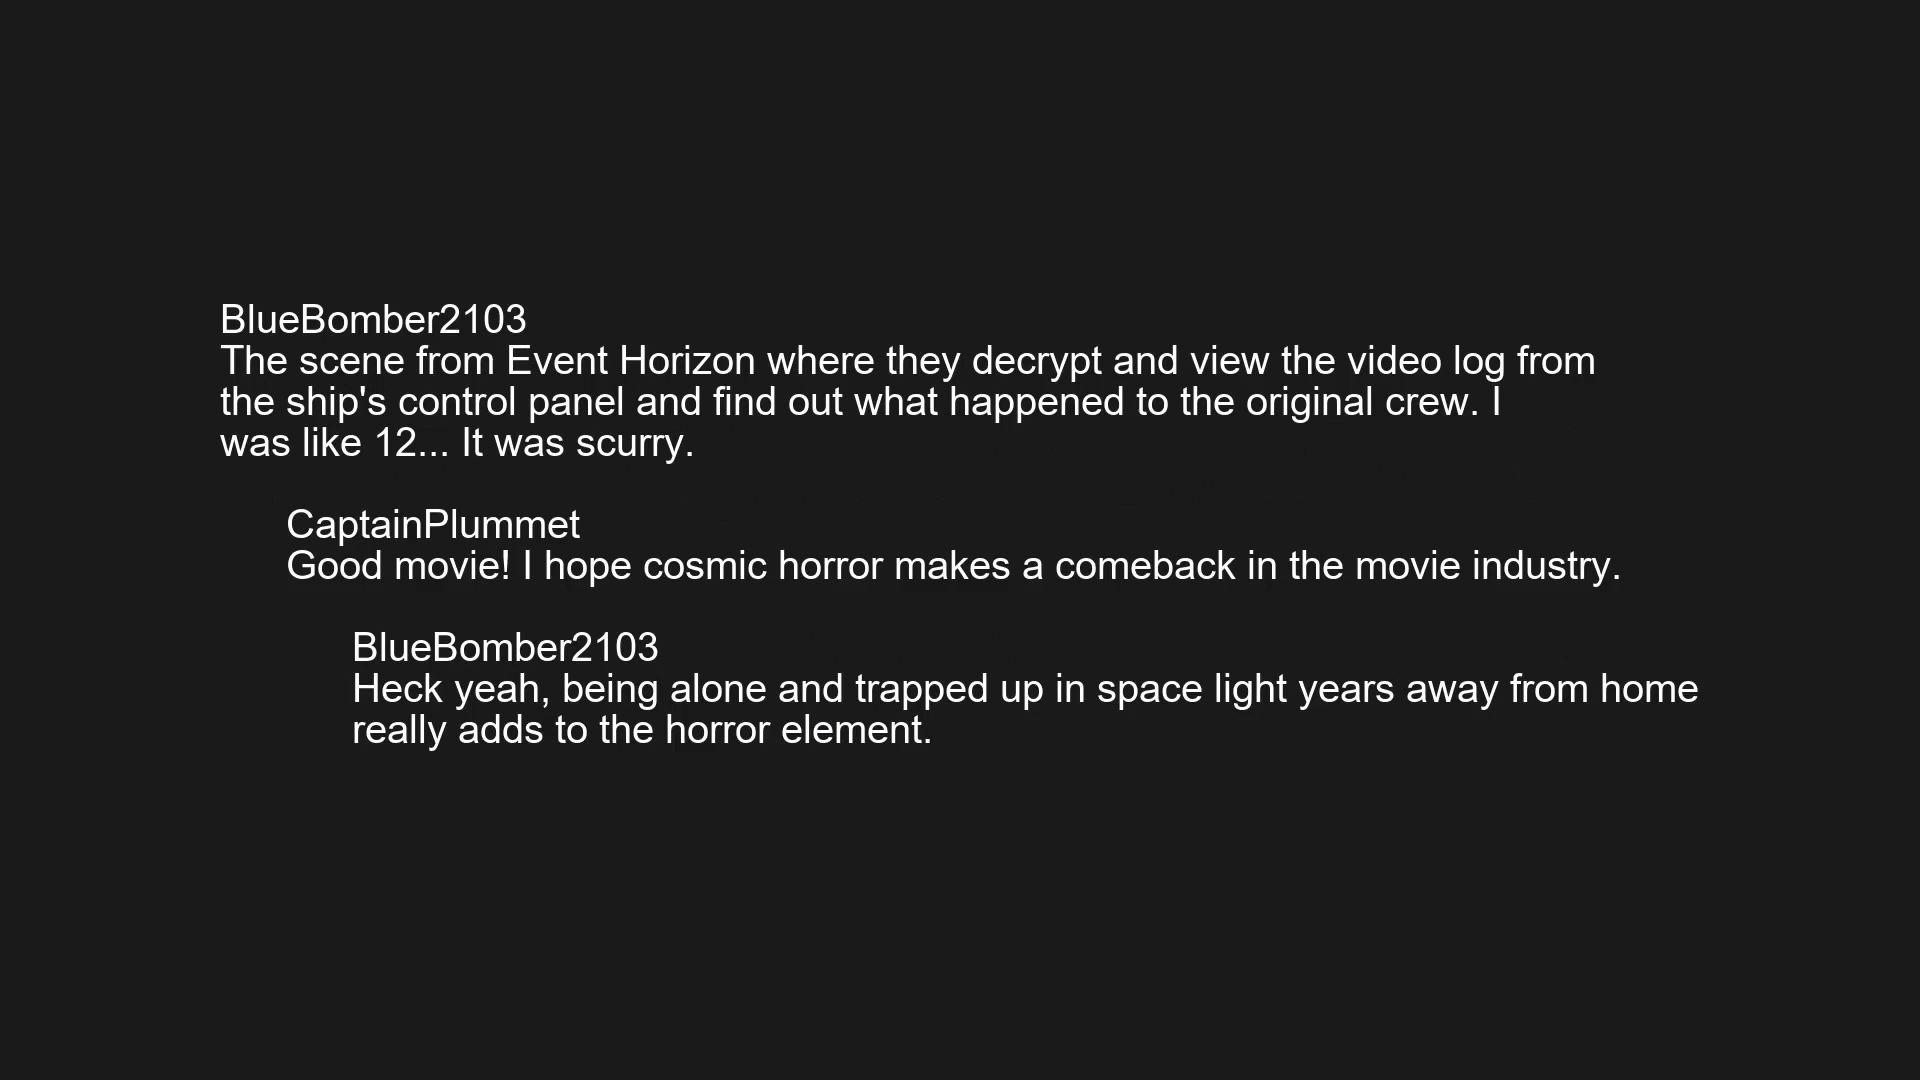 BlueBomber2103
The scene from Event Horizon where they decrypt and view the video log from
the ship's control panel and find out what happened to the original crew. I
was like 12... It was scurry.
CaptainPlummet
Good movie! I hope cosmic horror makes a comeback in the movie industry.
BlueBomber2103
Heck yeah, being alone and trapped up in space light years away from home
really adds to the horror element.